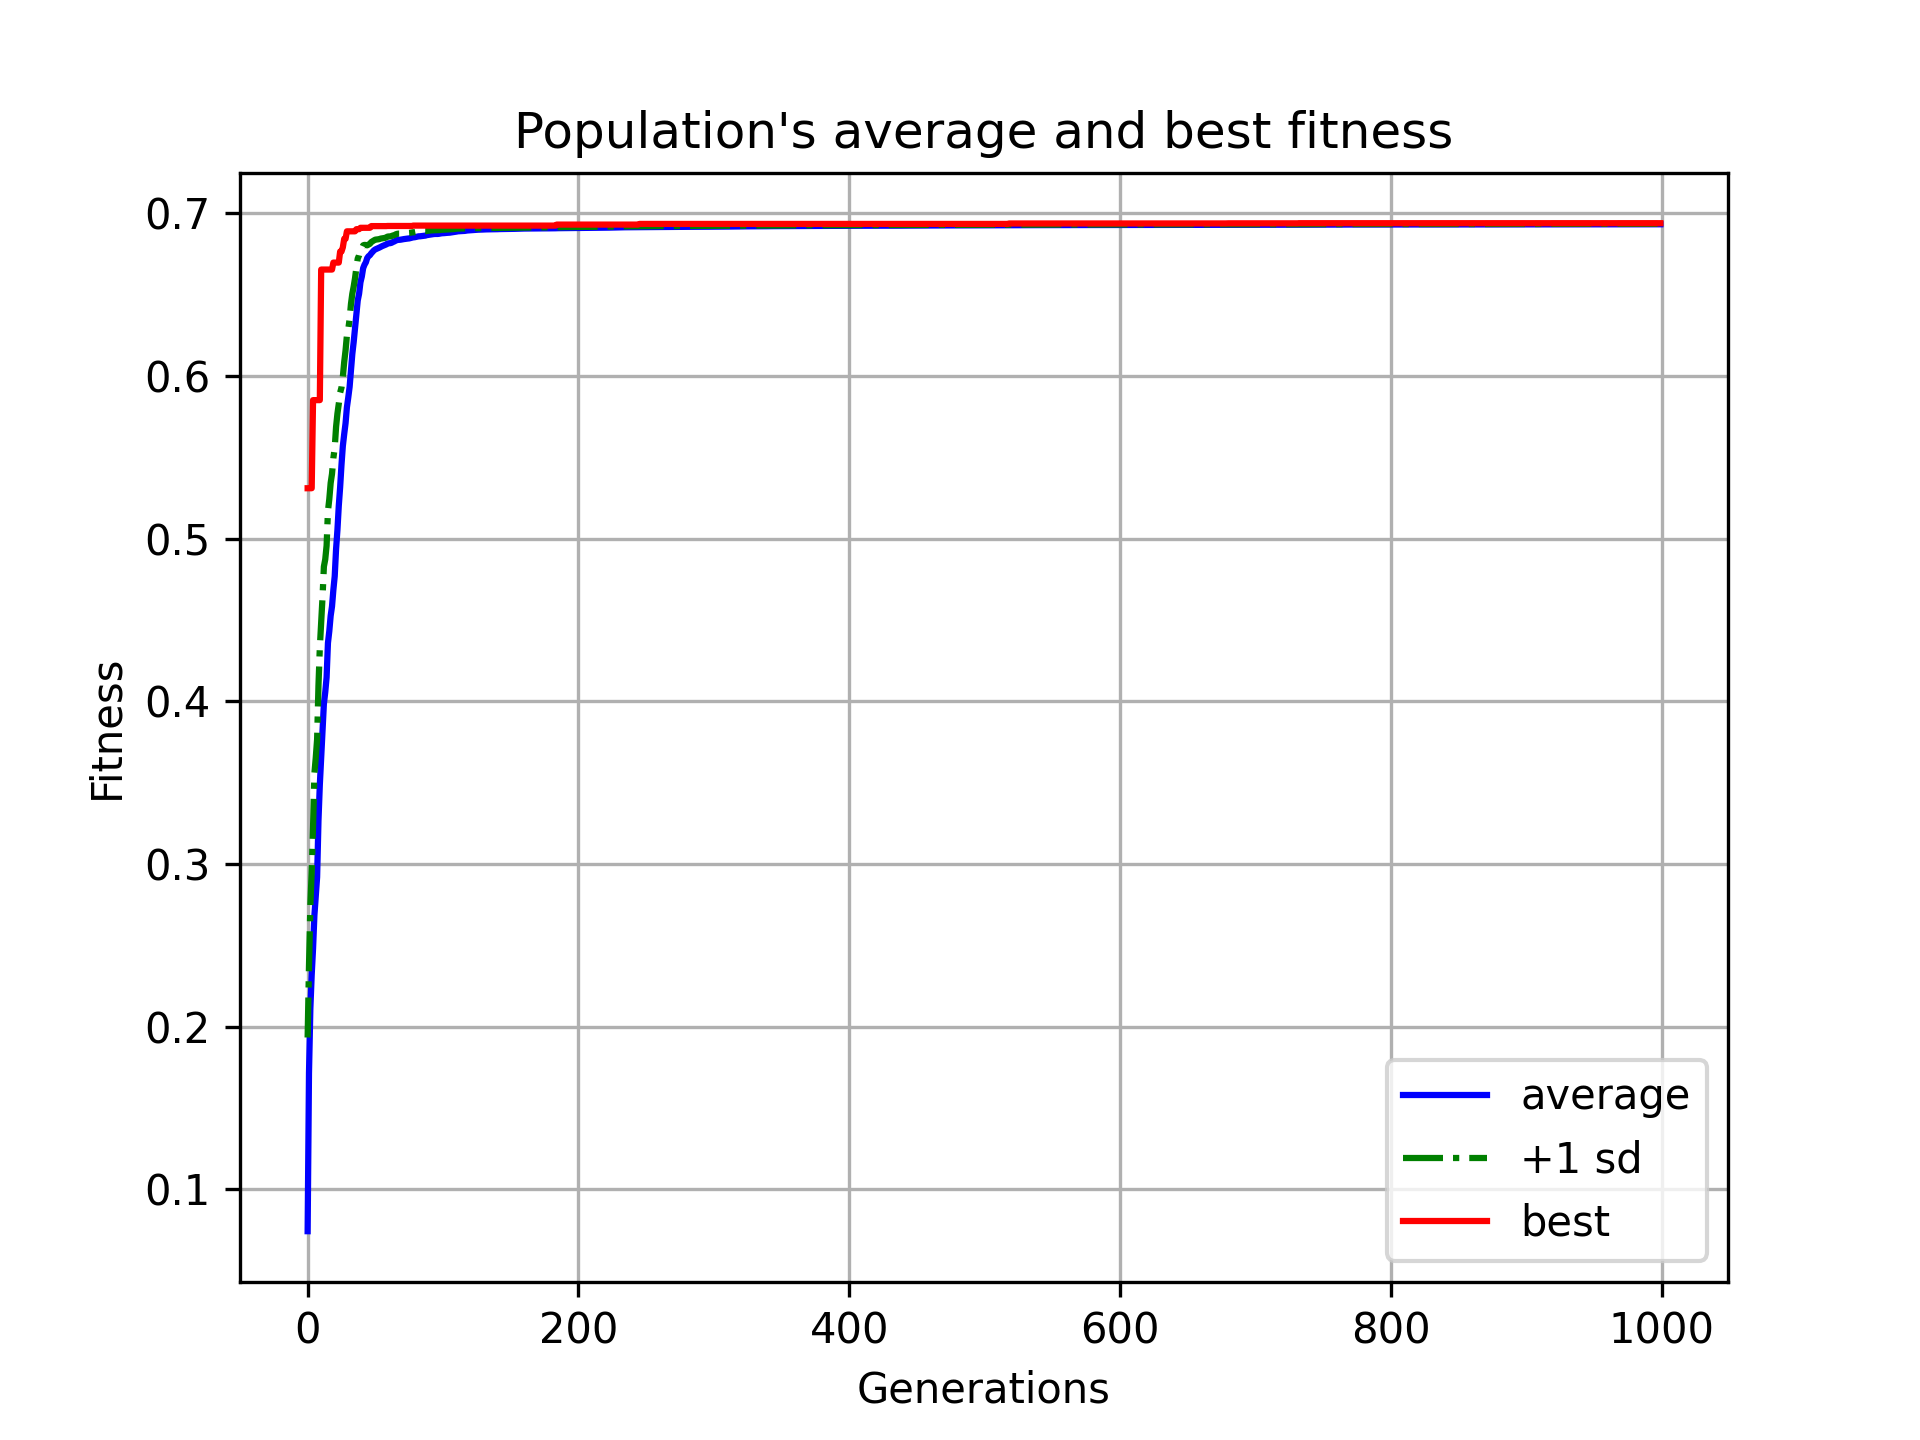 Population's average and best fitness
0.7
0.6
0.5
0.4
0.3
0.2
0.1
Fitness
average
+1 sd
best
0 200 400 600 800 1000
Generations